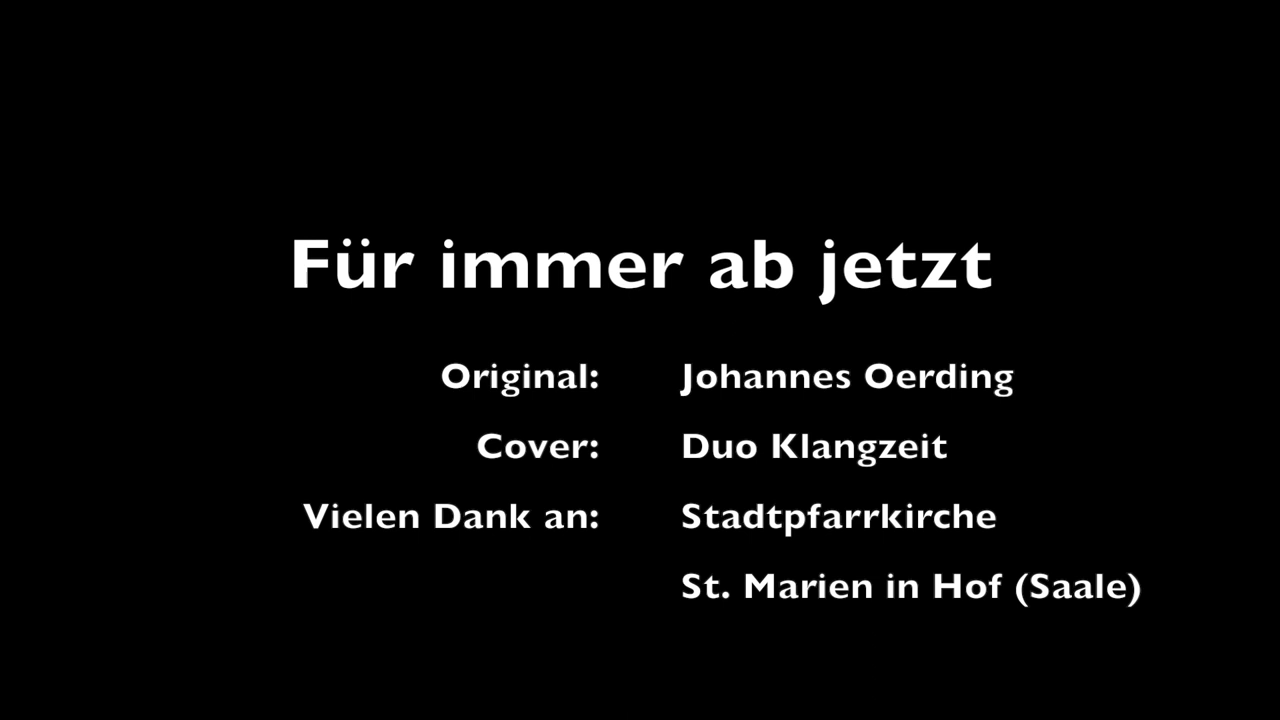 Für immer ab jetzt
Original: Johannes Oerding
Cover: Duo Klangzeit
Vielen Dank an: Stadtpfarrkirche
St. Marien in Hof (Saale)